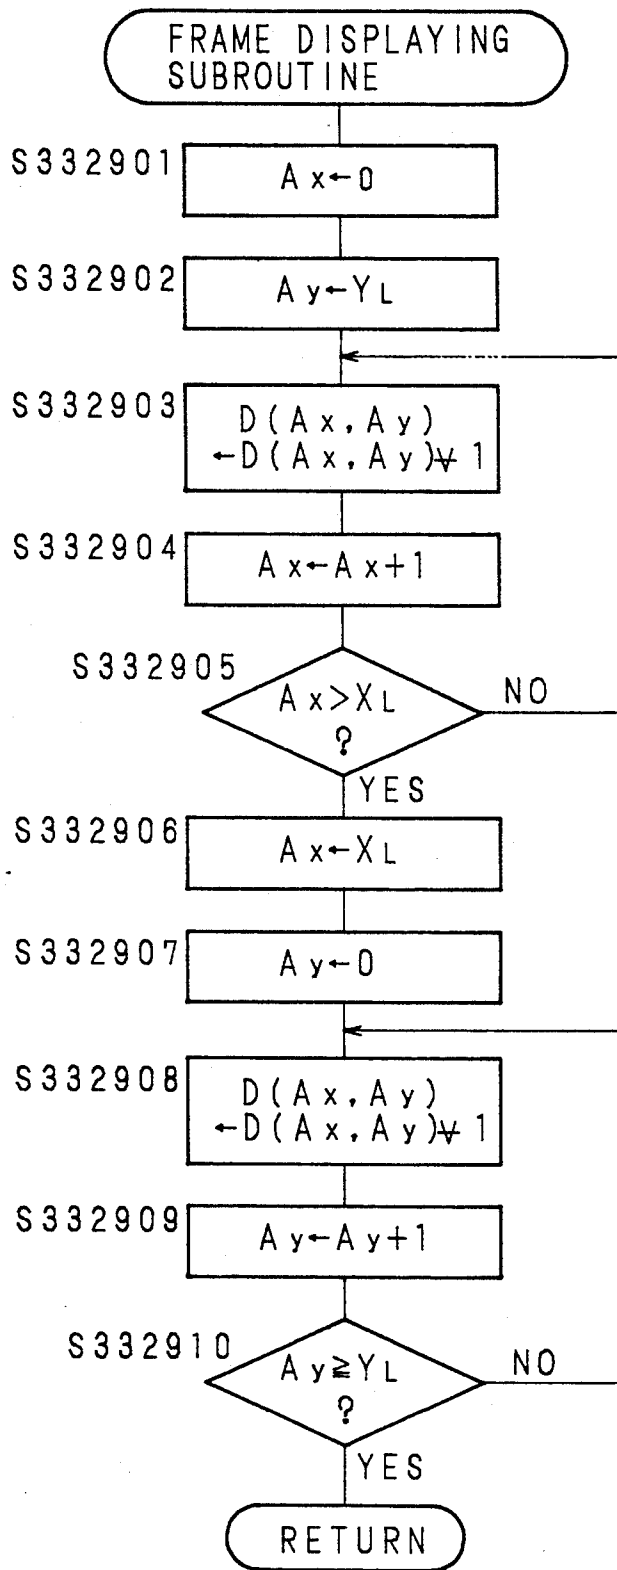 FRAME DISPLAYING
SUBROUTINE
S332901
Ax←0
S332902
Ay←YL
S332903
D(Ax,Ay)
←D(Ax,Ay)⊻1
S332904
Ax←Ax+1
S332905
Ax>XL
?
NO
YES
S332906
Ax←XL
S332907
Ay←0
S332908
D(Ax,Ay)
←D(Ax,Ay)⊻1
S332909
Ay←Ay+1
S332910
Ay≧YL
?
NO
YES
RETURN